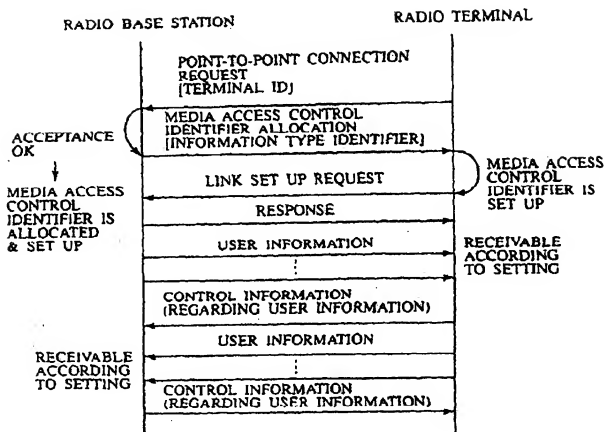 RADIO BASE STATION
RADIO TERMINAL
POINT-TO-POINT CONNECTION
REQUEST
[TERMINAL ID]
MEDIA ACCESS CONTROL
IDENTIFIER ALLOCATION
[INFORMATION TYPE IDENTIFIER]
ACCEPTANCE
OK
MEDIA ACCESS
CONTROL
IDENTIFIER IS
ALLOCATED
& SET UP
LINK SET UP REQUEST
MEDIA ACCESS
CONTROL
IDENTIFIER IS
SET UP
RESPONSE
USER INFORMATION
RECEIVABLE
ACCORDING
TO SETTING
CONTROL INFORMATION
(REGARDING USER INFORMATION)
USER INFORMATION
RECEIVABLE
ACCORDING
TO SETTING
CONTROL INFORMATION
(REGARDING USER INFORMATION)